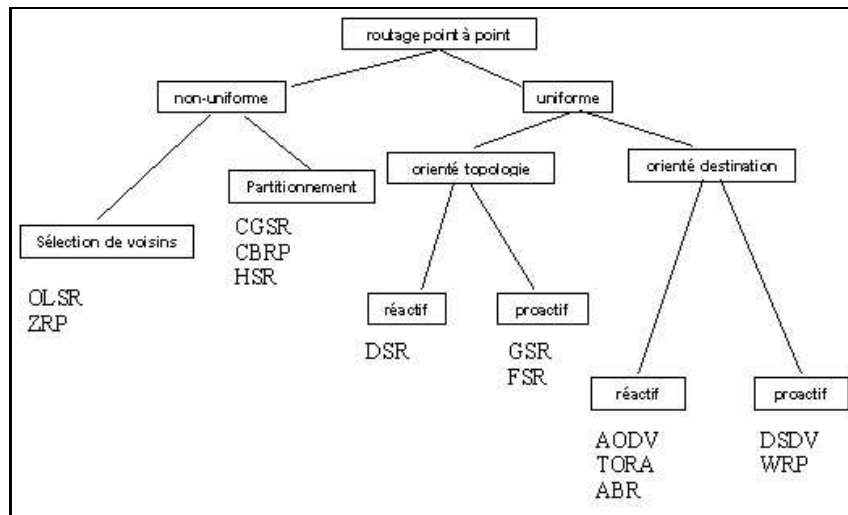 routage point à point
non-uniforme
uniforme
orienté topologie
orienté destination
Partitionnement
CGSR
CBRP
HSR
Sélection de voisins
OLSR
ZRP
réactif
DSR
proactif
GSR
FSR
réactif
AODV
TORA
ABR
proactif
DSDV
WRP